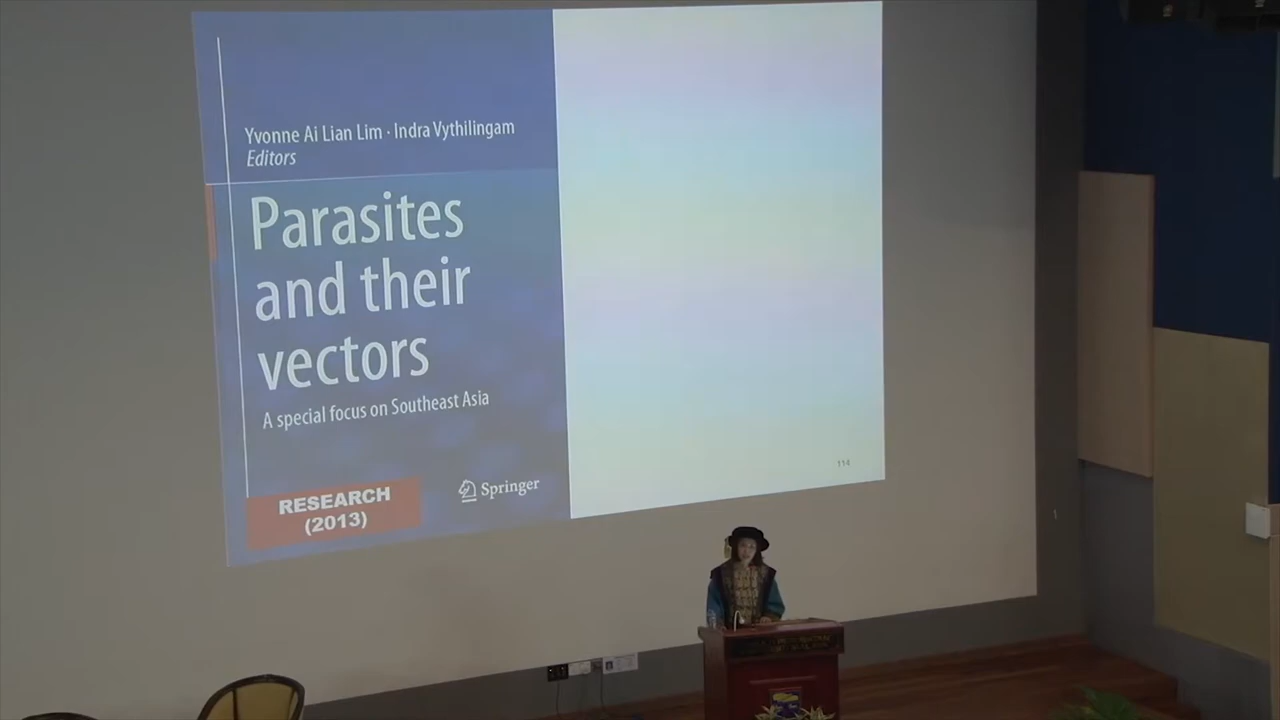 Yvonne Ai Lian Lim · Indra Vythilingam
Editors
Parasites
and their
vectors
A special focus on Southeast Asia
RESEARCH
(2013)
Springer
114